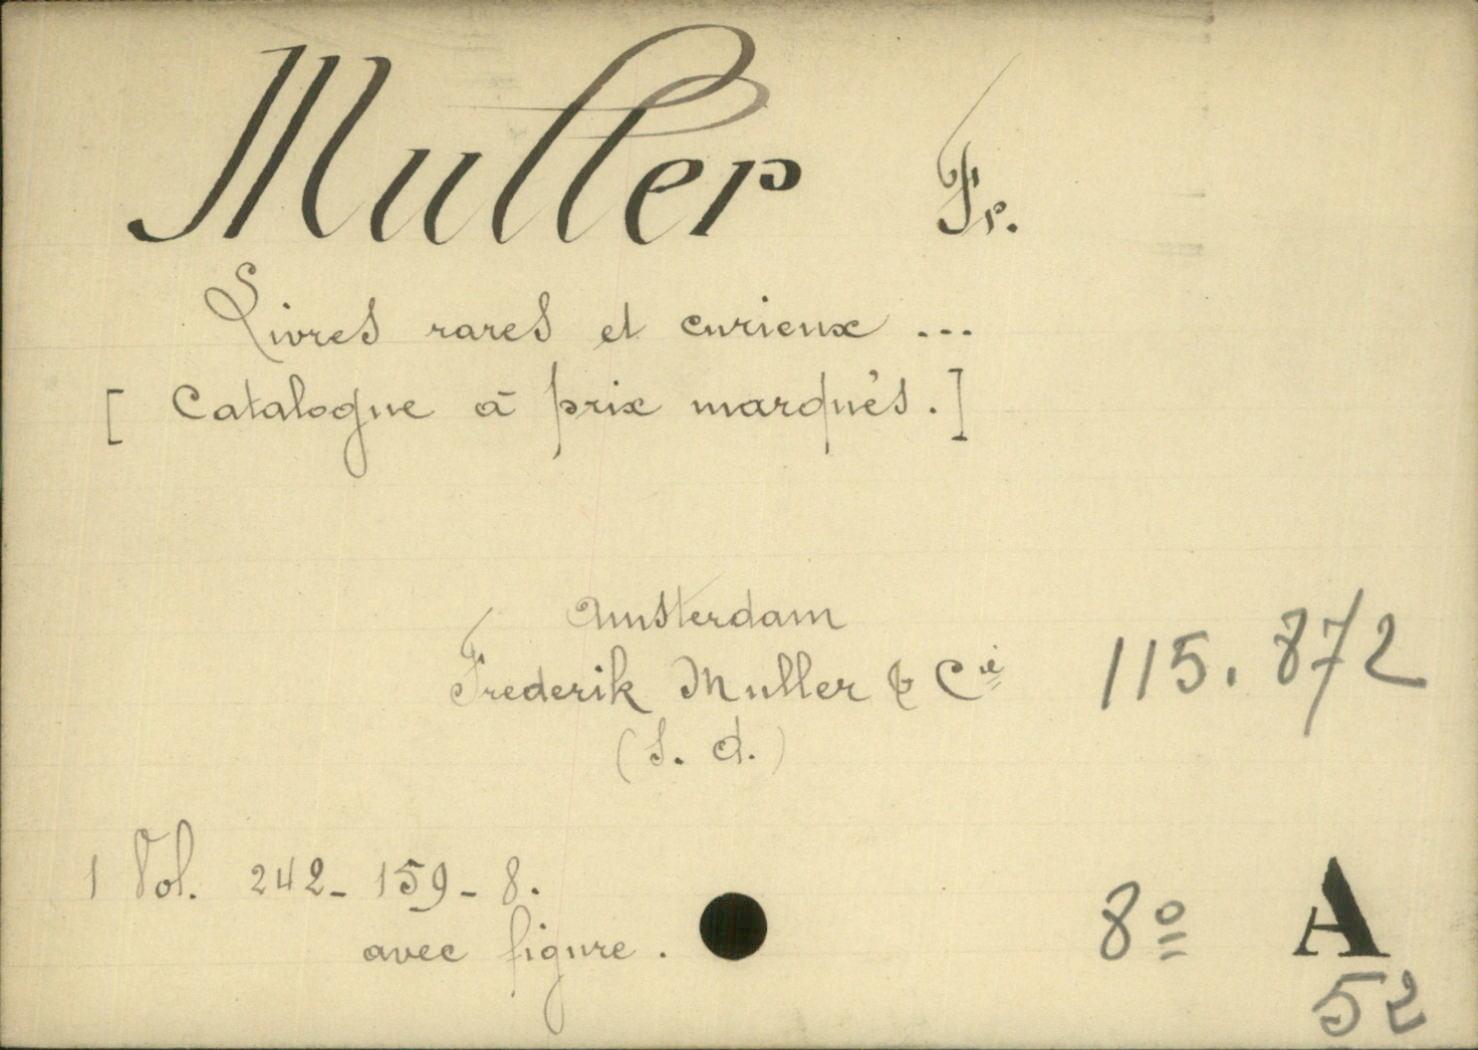 Muller Fr.
Livres rares et curieux ...
[ Catalogue à prix marqués. ]
Amsterdam
Frederik Muller & Cie
115.872
(s. d.)
1 Vol. 242 - 159 - 8.
avec figure.
8º A
52